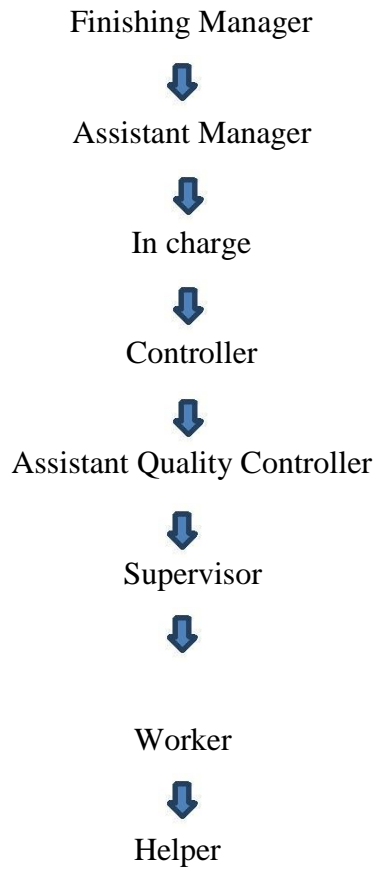 Finishing Manager
Assistant Manager
In charge
Controller
Assistant Quality Controller
Supervisor
Worker
Helper